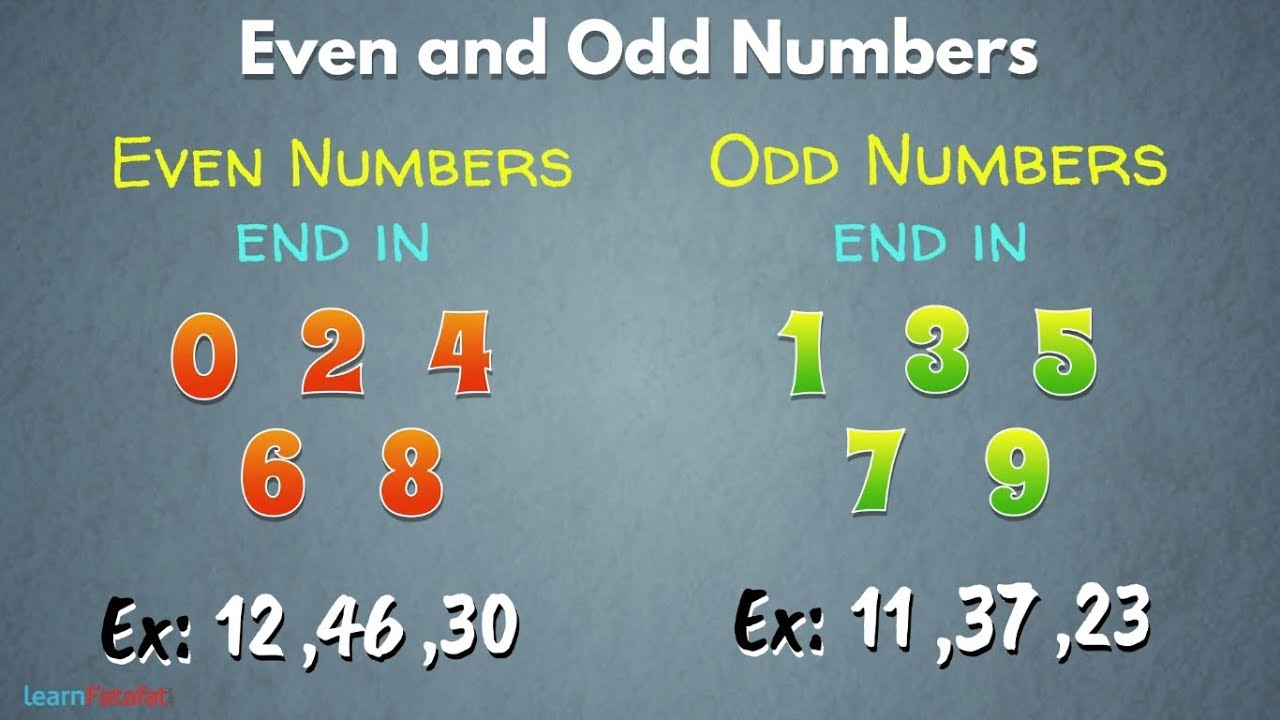 Even and Odd Numbers
EVEN NUMBERS
END IN
0 2 4
6 8
Ex: 12 ,46 ,30
ODD NUMBERS
END IN
1 3 5
7 9
Ex: 11 ,37 ,23
learnFatafat